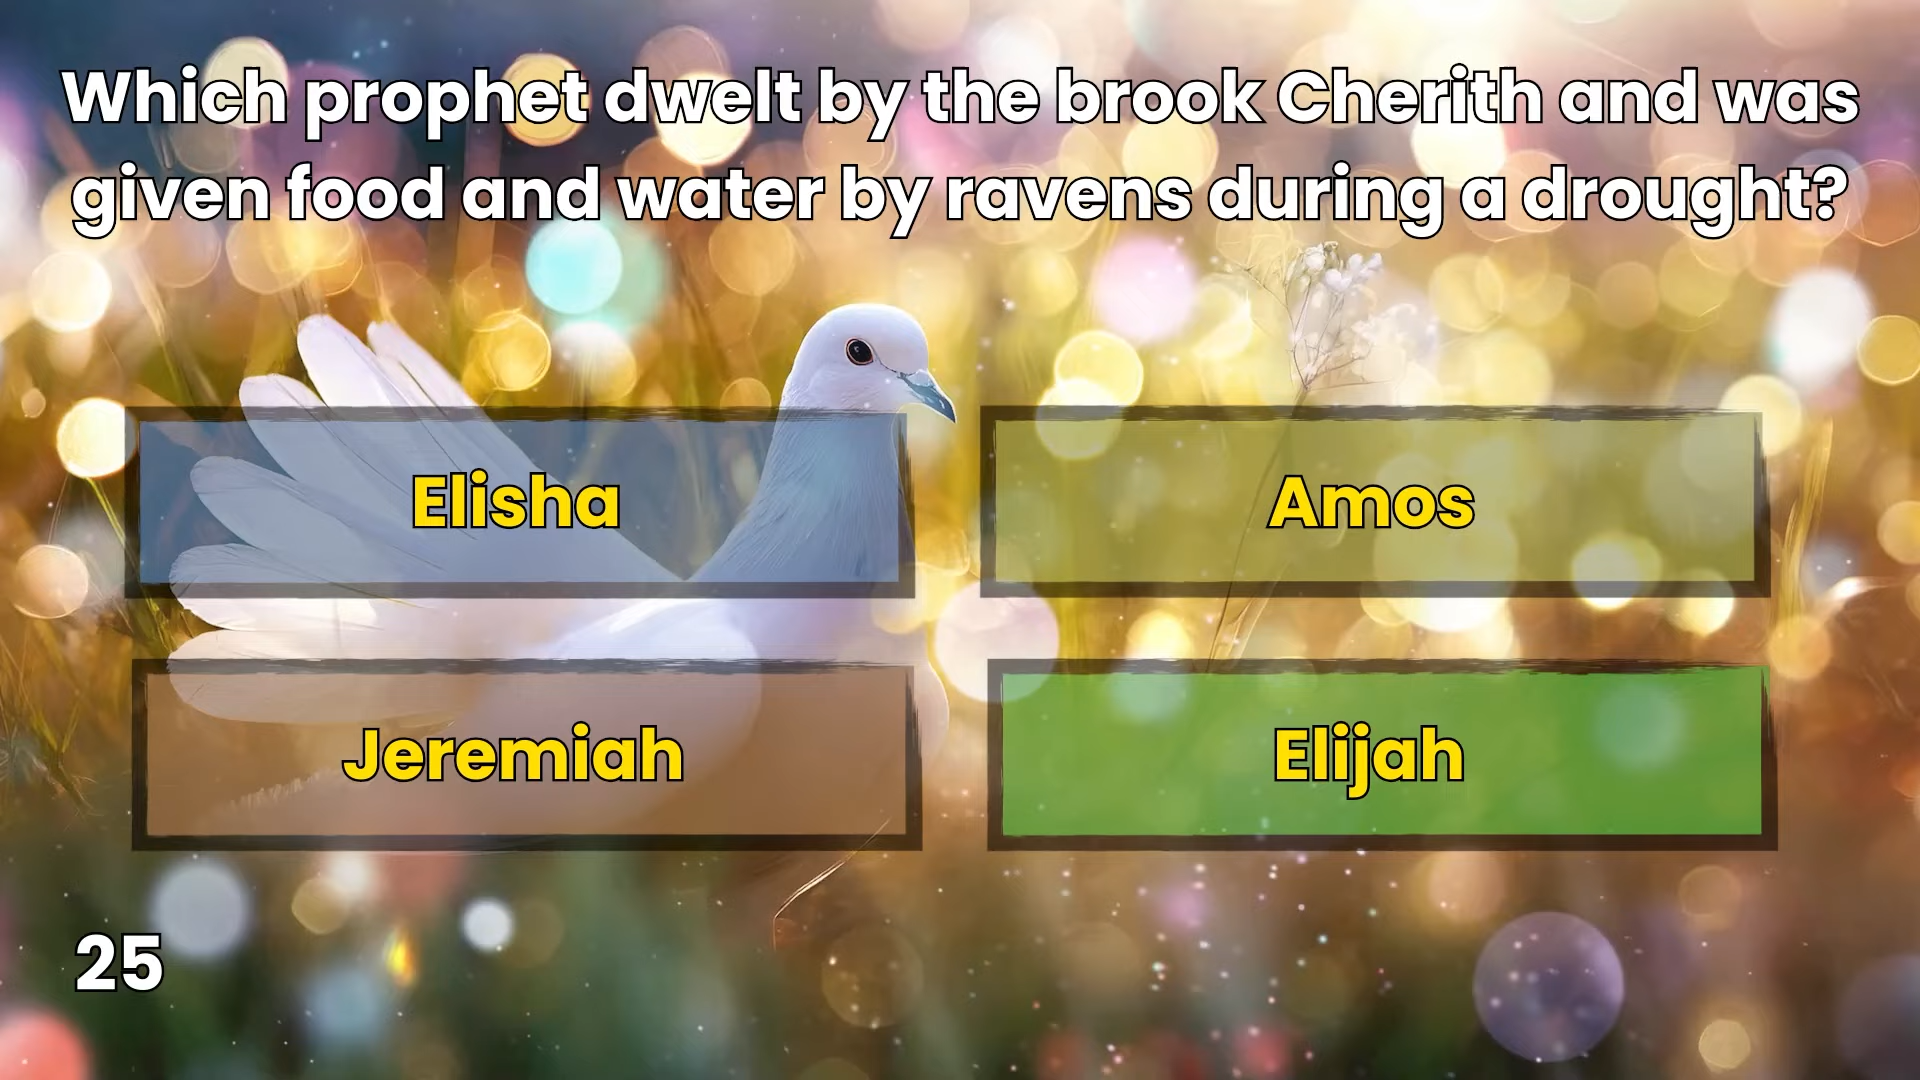 Which prophet dwelt by the brook Cherith and was
given food and water by ravens during a drought?
Elisha
Amos
Jeremiah
Elijah
25